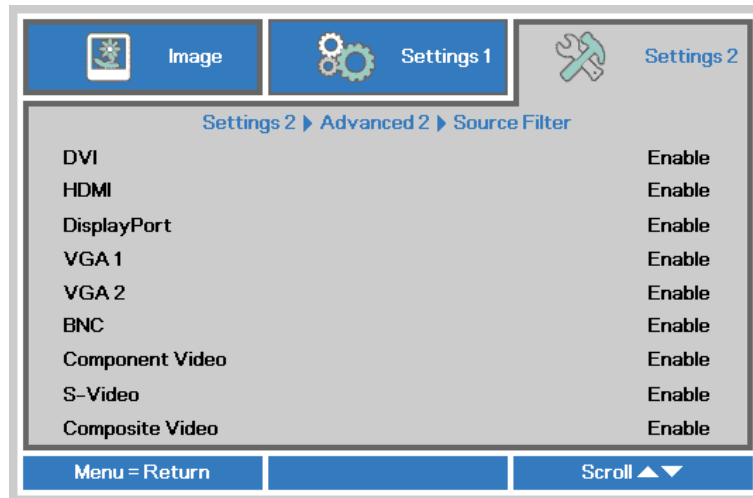 Image Settings 1 Settings 2
Settings 2 ▶ Advanced 2 ▶ Source Filter
DVI Enable
HDMI Enable
DisplayPort Enable
VGA 1 Enable
VGA 2 Enable
BNC Enable
Component Video Enable
S-Video Enable
Composite Video Enable
Menu = Return Scroll ▲▼